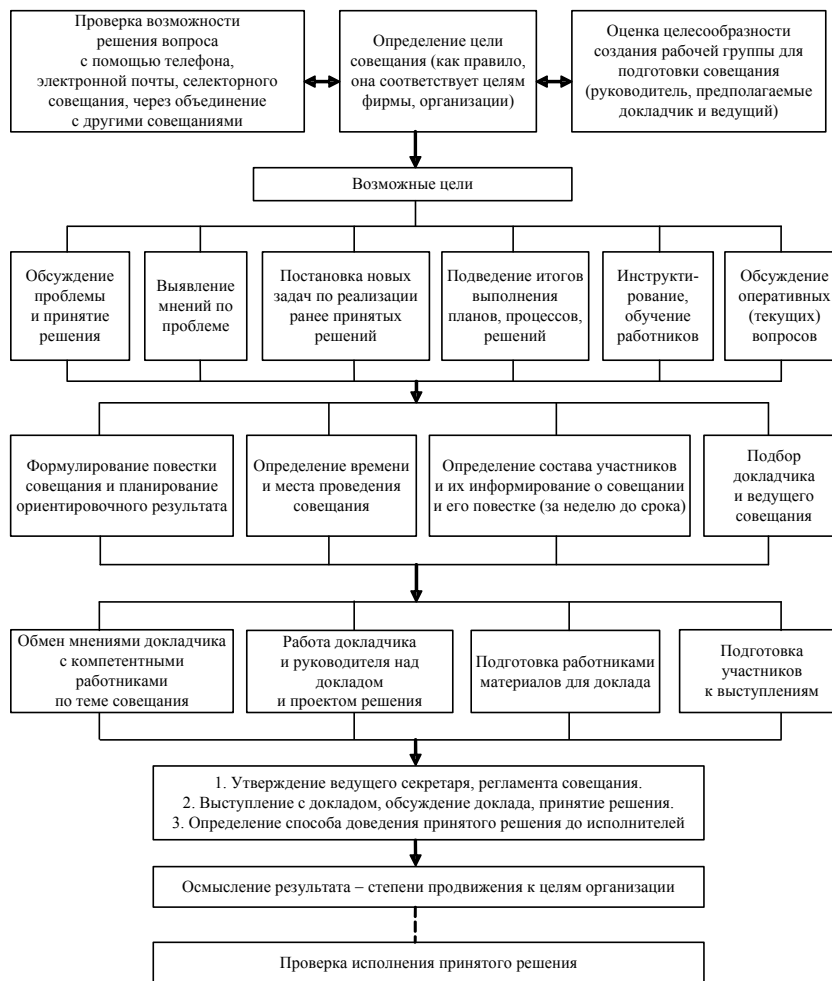 Проверка возможности
решения вопроса
с помощью телефона,
электронной почты, селекторного
совещания, через объединение
с другими совещаниями
Определение цели
совещания (как правило,
она соответствует целям
фирмы, организации)
Оценка целесообразности
создания рабочей группы для
подготовки совещания
(руководитель, предполагаемые
докладчик и ведущий)
Возможные цели
Обсуждение
проблемы
и принятие
решения
Выявление
мнений по
проблеме
Постановка новых
задач по реализации
ранее принятых
решений
Подведение итогов
выполнения
планов, процессов,
решений
Инструкти-
рование,
обучение
работников
Обсуждение
оперативных
(текущих)
вопросов
Формулирование повестки
совещания и планирование
ориентировочного результата
Определение времени
и места проведения
совещания
Определение состава участников
и их информирование о совещании
и его повестке (за неделю до срока)
Подбор
докладчика
и ведущего
совещания
Обмен мнениями докладчика
с компетентными
работниками
по теме совещания
Работа докладчика
и руководителя над
докладом
и проектом решения
Подготовка работниками
материалов для доклада
Подготовка
участников
к выступлениям
1. Утверждение ведущего секретаря, регламента совещания.
2. Выступление с докладом, обсуждение доклада, принятие решения.
3. Определение способа доведения принятого решения до исполнителей
Осмысление результата – степени продвижения к целям организации
Проверка исполнения принятого решения